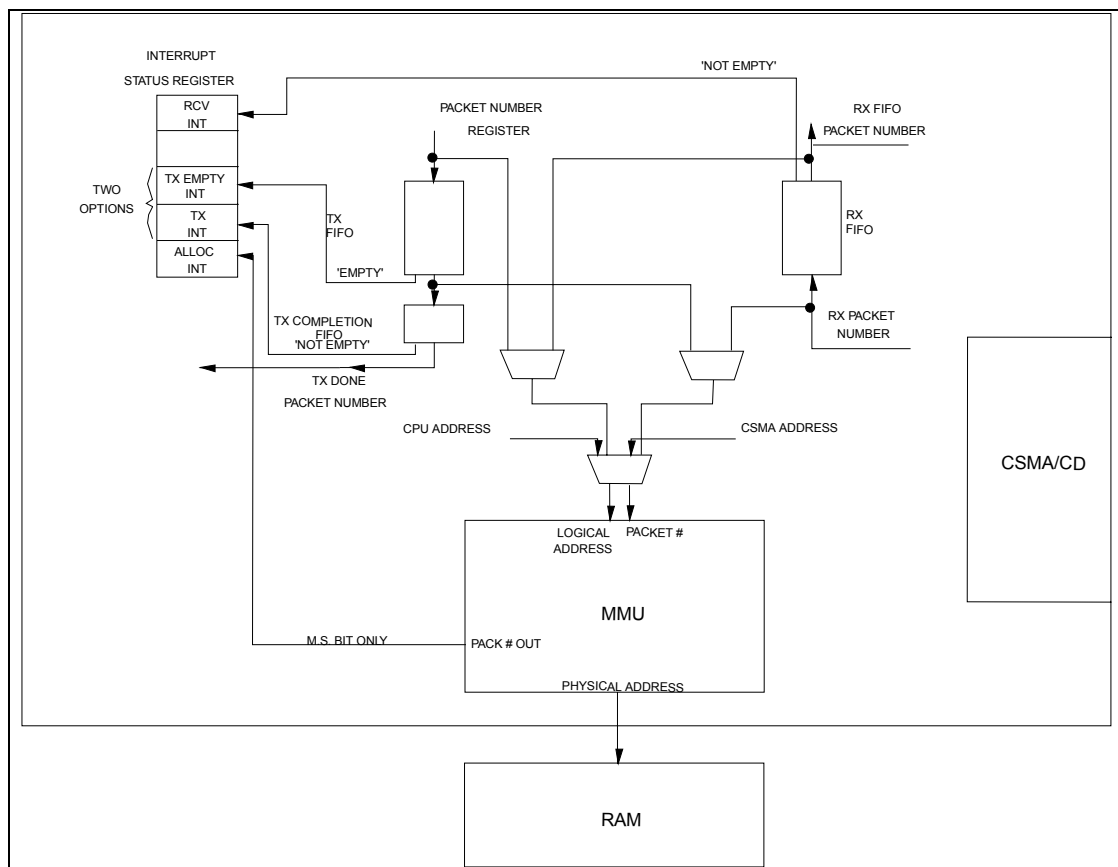 INTERRUPT
STATUS REGISTER
RCV
INT
TX EMPTY
INT
TX
INT
ALLOC
INT
TWO
OPTIONS
'NOT EMPTY'
PACKET NUMBER
REGISTER
RX FIFO
PACKET NUMBER
TX
FIFO
RX
FIFO
'EMPTY'
TX COMPLETION
FIFO
'NOT EMPTY'
TX DONE
PACKET NUMBER
RX PACKET
NUMBER
CPU ADDRESS
CSMA ADDRESS
CSMA/CD
LOGICAL
ADDRESS
PACKET #
MMU
M.S. BIT ONLY
PACK # OUT
PHYSICAL ADDRESS
RAM